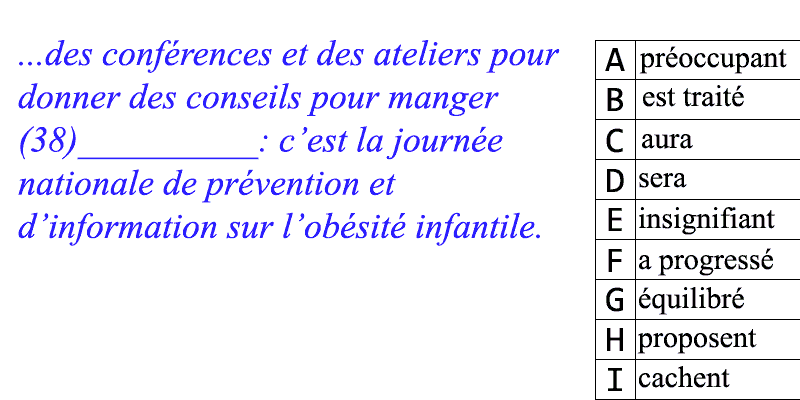 ...des conférences et des ateliers pour
donner des conseils pour manger
(38)__________: c’est la journée
nationale de prévention et
d’information sur l’obésité infantile.
A préoccupant
B est traité
C aura
D sera
E insignifiant
F a progressé
G équilibré
H proposent
I cachent